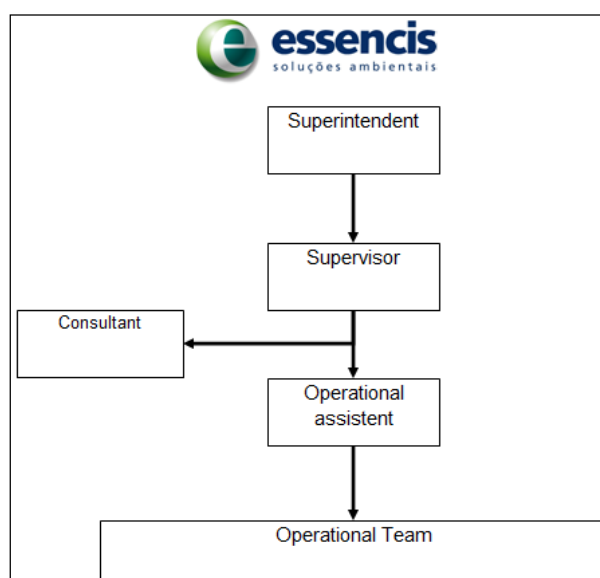 essencis
soluções ambientais
Superintendent
Supervisor
Consultant
Operational
assistent
Operational Team